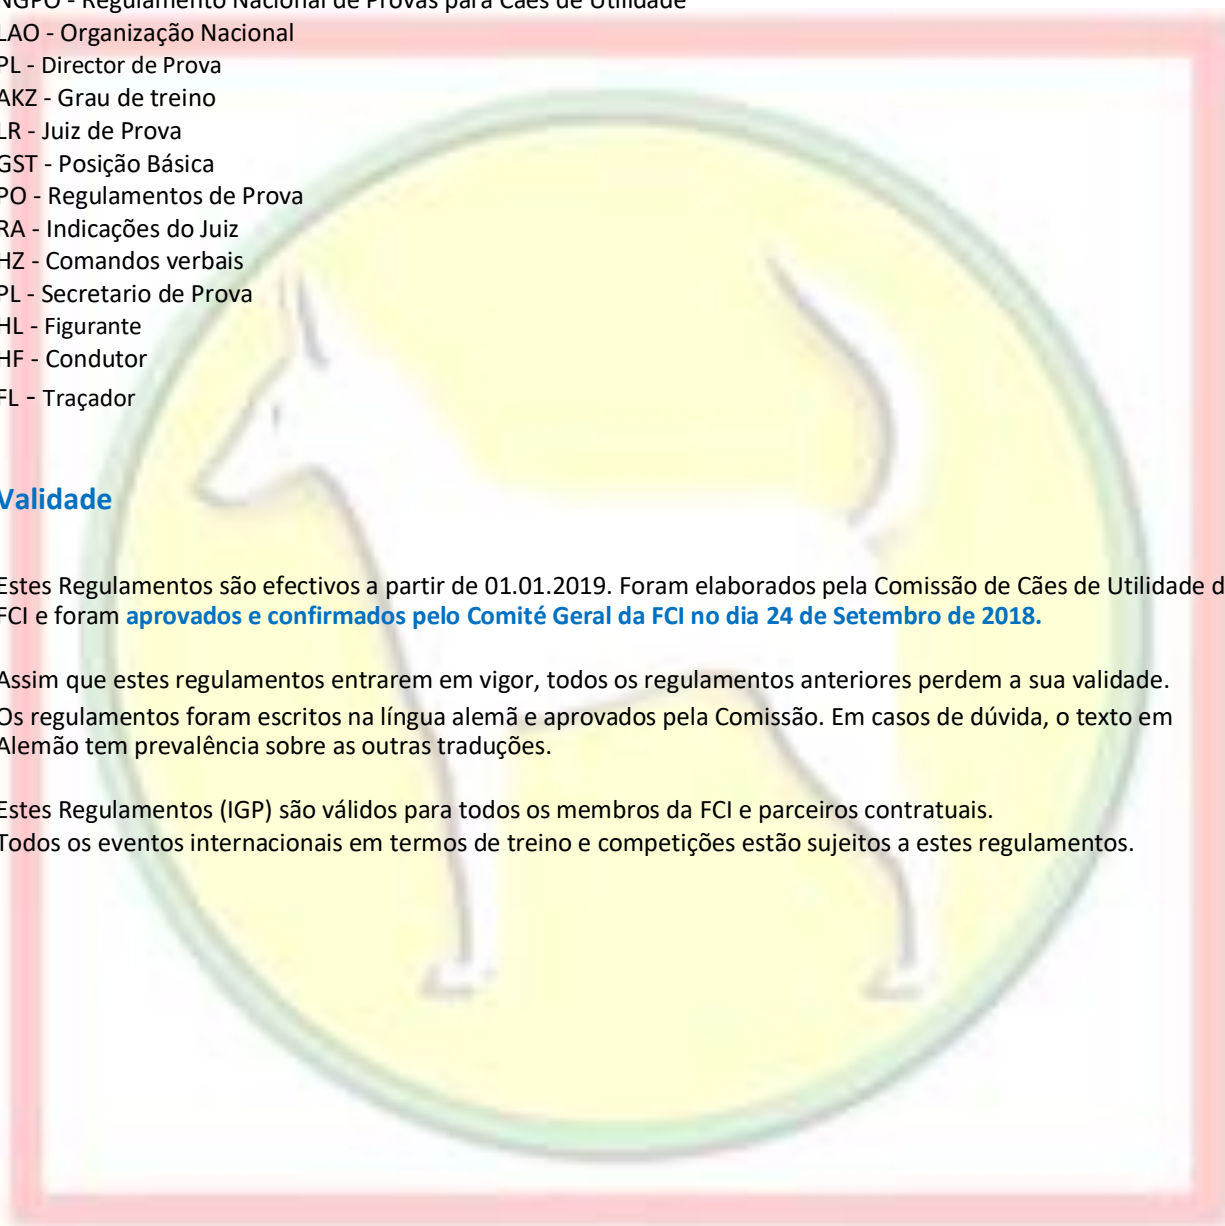 NGPO - Regulamento Nacional de Provas para Cães de Utilidade
LAO - Organização Nacional
PL - Director de Prova
AKZ - Grau de treino
LR - Juiz de Prova
GST - Posição Básica
PO - Regulamentos de Prova
RA - Indicações do Juiz
HZ - Comandos verbais
PL - Secretario de Prova
HL - Figurante
HF - Condutor
FL - Traçador
Validade
Estes Regulamentos são efectivos a partir de 01.01.2019. Foram elaborados pela Comissão de Cães de Utilidade d
FCI e foram aprovados e confirmados pelo Comité Geral da FCI no dia 24 de Setembro de 2018.
Assim que estes regulamentos entrarem em vigor, todos os regulamentos anteriores perdem a sua validade.
Os regulamentos foram escritos na língua alemã e aprovados pela Comissão. Em casos de dúvida, o texto em
Alemão tem prevalência sobre as outras traduções.
Estes Regulamentos (IGP) são válidos para todos os membros da FCI e parceiros contratuais.
Todos os eventos internacionais em termos de treino e competições estão sujeitos a estes regulamentos.